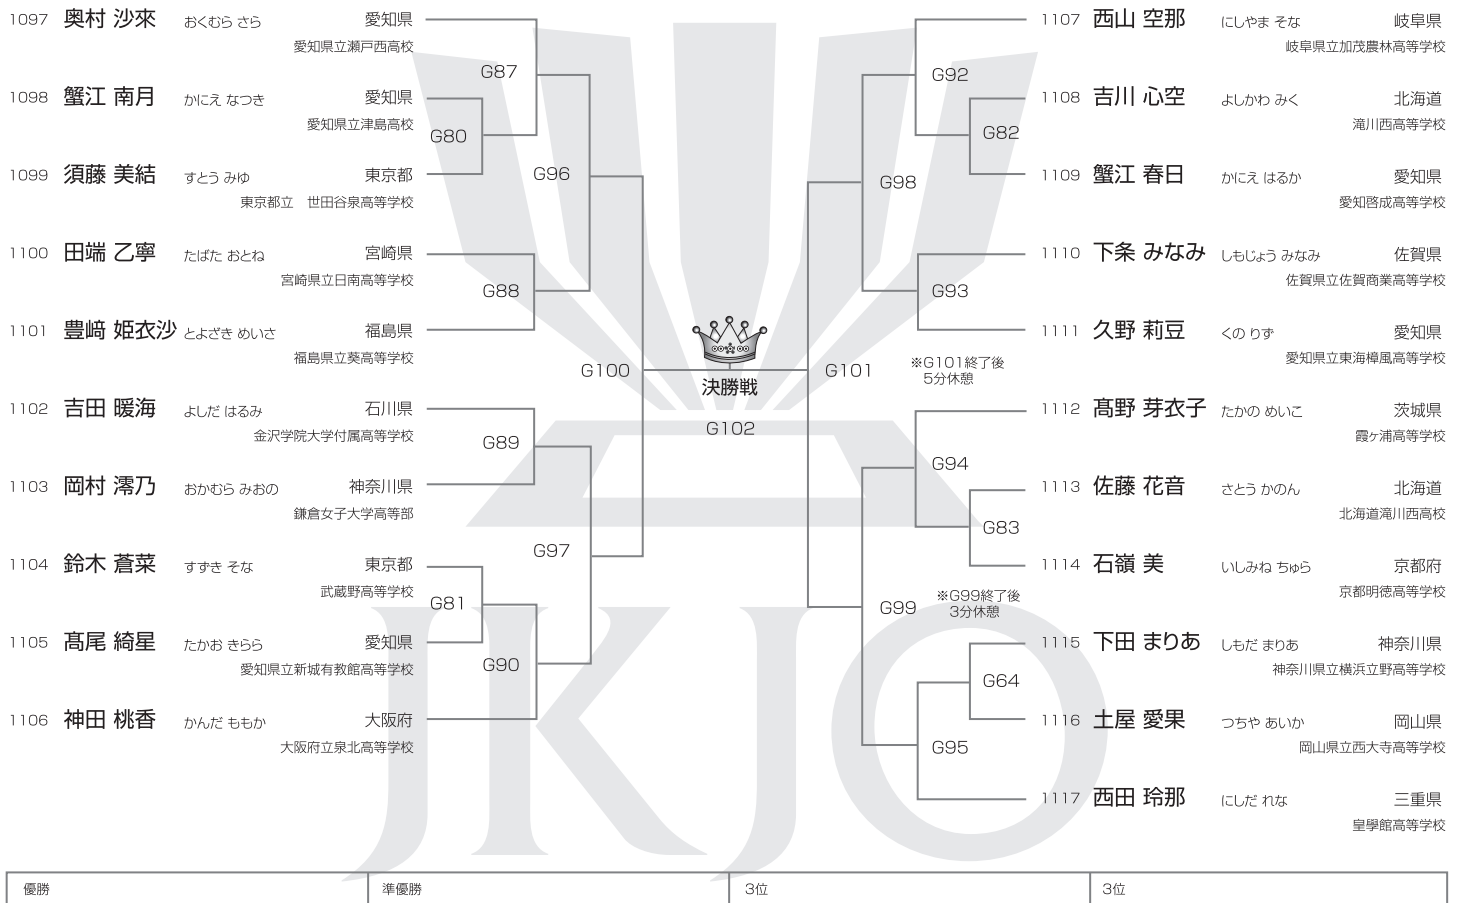 1097 奥村 沙來 おくむら さら 愛知県
愛知県立瀬戸西高校
1098 蟹江 南月 かにえ なつき 愛知県
愛知県立津島高校
1099 須藤 美結 すとう みゆ 東京都
東京都立　世田谷泉高等学校
1100 田端 乙寧 たばた おとね 宮崎県
宮崎県立日南高等学校
1101 豊﨑 姫衣沙 とよざき めいさ 福島県
福島県立葵高等学校
1102 吉田 暖海 よしだ はるみ 石川県
金沢学院大学付属高等学校
1103 岡村 澪乃 おかむら みおの 神奈川県
鎌倉女子大学高等部
1104 鈴木 蒼菜 すずき そな 東京都
武蔵野高等学校
1105 髙尾 綺星 たかお きらら 愛知県
愛知県立新城有教館高等学校
1106 神田 桃香 かんだ ももか 大阪府
大阪府立泉北高等学校
G87
G80
G96
G88
G100
G89
G97
G81
G90
決勝戦
G102
G92
G82
G98
G93
G101
※G101終了後
5分休憩
G94
G83
G99
※G99終了後
3分休憩
G64
G95
1107 西山 空那 にしやま そな 岐阜県
岐阜県立加茂農林高等学校
1108 吉川 心空 よしかわ みく 北海道
滝川西高等学校
1109 蟹江 春日 かにえ はるか 愛知県
愛知啓成高等学校
1110 下条 みなみ しもじょう みなみ 佐賀県
佐賀県立佐賀商業高等学校
1111 久野 莉豆 くの りず 愛知県
愛知県立東海樟風高等学校
1112 髙野 芽衣子 たかの めいこ 茨城県
霞ヶ浦高等学校
1113 佐藤 花音 さとう かのん 北海道
北海道滝川西高校
1114 石嶺 美 いしみね ちゅら 京都府
京都明徳高等学校
1115 下田 まりあ しもだ まりあ 神奈川県
神奈川県立横浜立野高等学校
1116 土屋 愛果 つちや あいか 岡山県
岡山県立西大寺高等学校
1117 西田 玲那 にしだ れな 三重県
皇學館高等学校
JKJO
優勝 準優勝 3位 3位